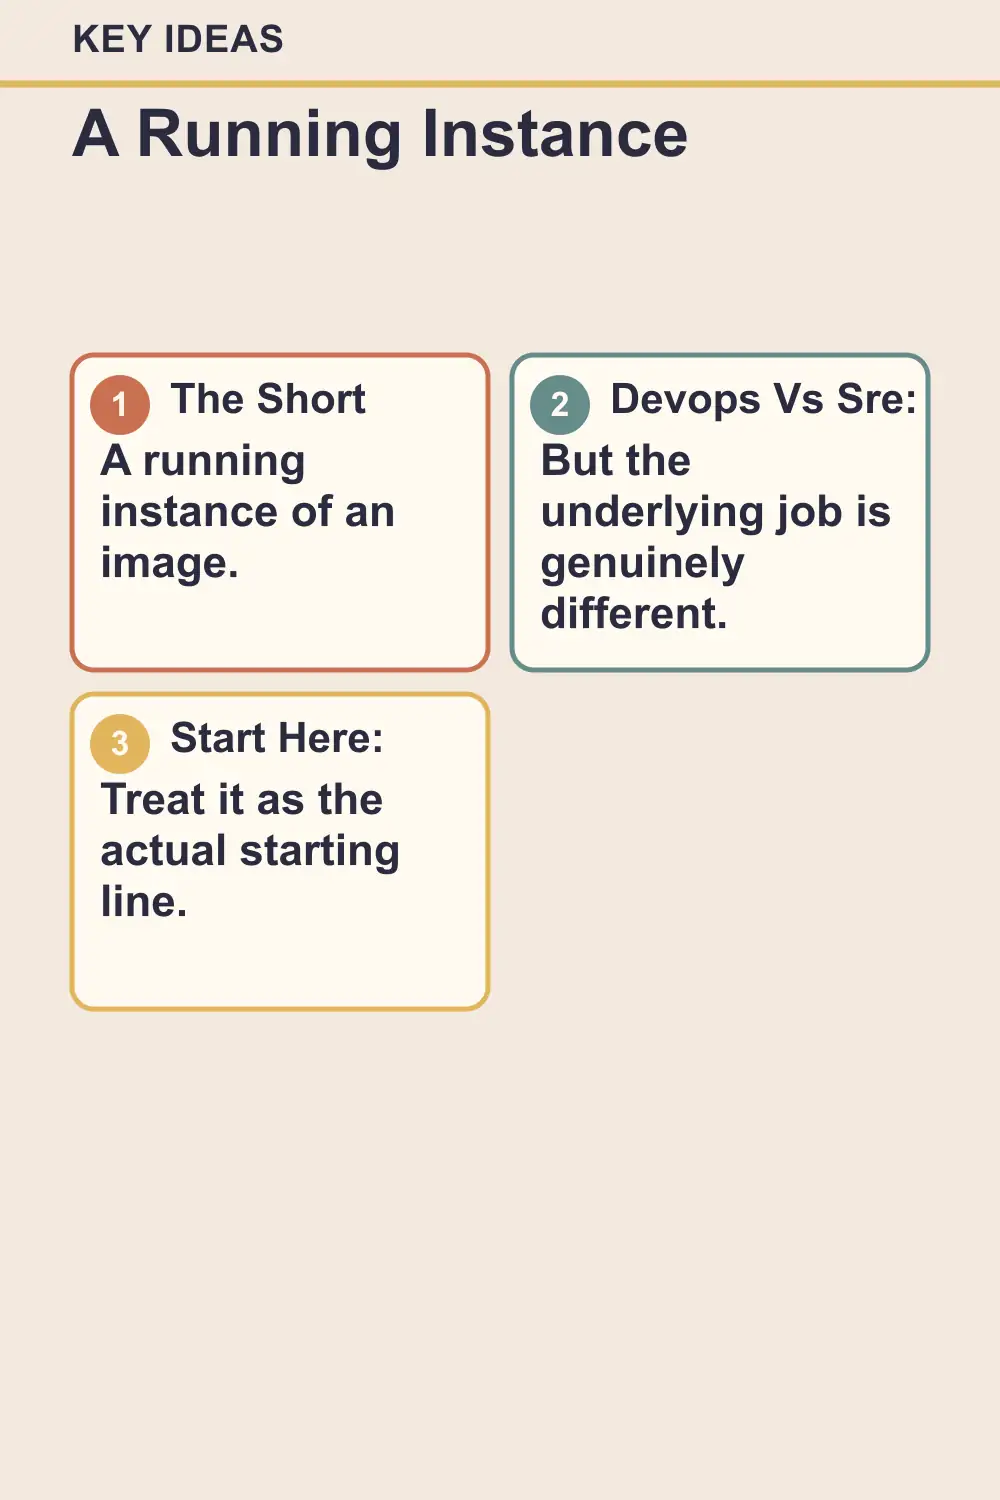 KEY IDEAS
A Running Instance
1 The Short
A running
instance of an
image.
2 Devops Vs Sre:
But the
underlying job is
genuinely
different.
3 Start Here:
Treat it as the
actual starting
line.